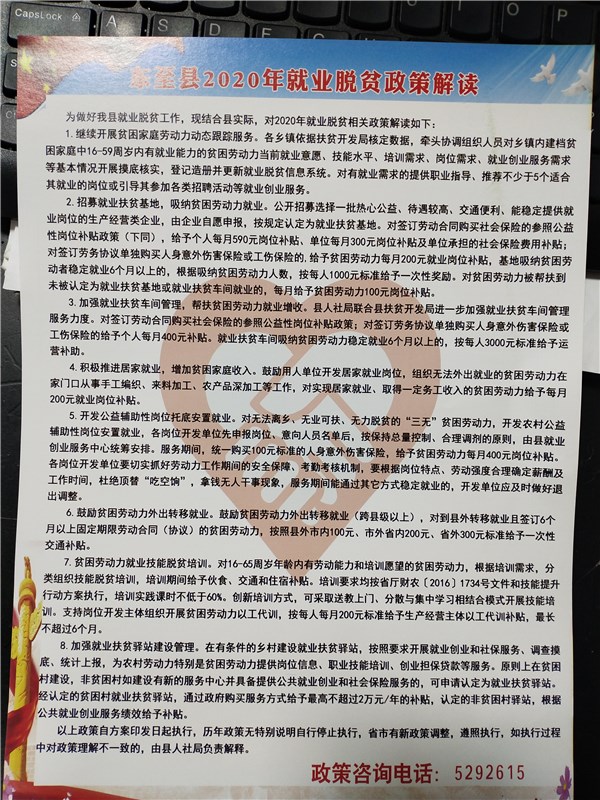 CapsLock
A
S
D
F
G
H
J
K
东至县2020年就业脱贫政策解读
为做好我县就业脱贫工作，现结合县实际，对2020年就业脱贫相关政策解读如下：
1.继续开展贫困家庭劳动力动态跟踪服务。各乡镇依据扶贫开发局核定数据，牵头协调组织人员对乡镇内建档贫
困家庭中16-59周岁内有就业能力的贫困劳动力当前就业意愿、技能水平、培训需求、岗位需求、就业创业服务需求
等基本情况开展摸底核实，登记造册并更新就业脱贫信息系统。对有就业需求的提供职业指导、推荐不少于5个适合
其就业的岗位或引导其参加各类招聘活动等就业创业服务。
2.招募就业扶贫基地，吸纳贫困劳动力就业。公开招募选择一批热心公益、待遇较高、交通便利、能稳定提供就
业岗位的生产经营类企业，由企业自愿申报，按规定认定为就业扶贫基地。对签订劳动合同购买社会保险的参照公益
性岗位补贴政策（下同），给予个人每月590元岗位补贴、单位每月300元岗位补贴及单位承担的社会保险费用补贴；
对签订劳务协议单独购买人身意外伤害保险或工伤保险的.给予贫困劳动力每月200元就业岗位补贴，基地吸纳贫困劳
动者稳定就业6个月以上的，根据吸纳贫困劳动力人数，按每人1000元标准给予一次性奖励。对贫困劳动力被帮扶到
未被认定为就业扶贫基地或就业扶贫车间就业的，每月给予贫困劳动力100元岗位补贴。
3.加强就业扶贫车间管理，帮扶贫困劳动力就业增收。县人社局联合县扶贫开发局进一步加强就业扶贫车间管理
服务力度。对签订劳动合同购买社会保险的参照公益性岗位补贴政策；对签订劳务协议单独购买人身意外伤害保险或
工伤保险的给予个人每月400元补贴。就业扶贫车间吸纳贫困劳动力稳定就业6个月以上的，按每人3000元标准给予运
营补助。
4.积极推进居家就业，增加贫困家庭收入。鼓励用人单位开发居家就业岗位，组织无法外出就业的贫困劳动力在
家门口从事手工编织、来料加工、农产品深加工等工作，对实现居家就业、取得一定务工收入的贫困劳动力给予每月
200元就业岗位补贴。
5.开发公益辅助性岗位托底安置就业。对无法离乡、无业可扶、无力脱贫的“三无”贫困劳动力，开发农村公益
辅助性岗位安置就业，各岗位开发单位先申报岗位、意向人员名单后，按保持总量控制、合理调剂的原则，由县就业
创业服务中心统筹安排。服务期间，统一购买100元标准的人身意外伤害保险，给予贫困劳动力每月200元岗位补贴。
各岗位开发单位要切实抓好劳动力工作期间的安全保障、考勤考核机制，要根据岗位特点、劳动强度合理确定薪酬及
工作时间，杜绝顶替“吃空饷”，拿钱无人干事现象，服务期间能通过其它方式稳定就业的，开发单位应及时做好退
出调整。
6.鼓励贫困劳动力外出转移就业。鼓励贫困劳动力外出转移就业（跨县级以上），对到县外转移就业且签订6个
月以上固定期限劳动合同（协议）的贫困劳动力，按照县外市内100元、市外省内200元、省外300元标准给予一次性
交通补贴。
7.贫困劳动力就业技能脱贫培训。对16-65周岁年龄内有劳动能力和培训愿望的贫困劳动力，根据培训需求，分
类组织技能脱贫培训，培训期间给予伙食、交通和住宿补贴。培训要求均按省厅财农〔2016〕1734号文件和技能提升
行动方案执行，培训实践课时不低于60%。创新培训方式，可采取送教上门、分散与集中学习相结合模式开展技能培
训。支持岗位开发主体组织开展贫困劳动力以工代训，按每人每月200元标准给予生产经营主体以工代训补贴，最长
不超过6个月。
8.加强就业扶贫驿站建设管理。在有条件的乡村建设就业扶贫驿站，按照要求开展就业创业和社保服务、调查摸
底、统计上报，为农村劳动力特别是贫困劳动力提供岗位信息、职业技能培训、创业担保贷款等服务。原则上在贫困
村建设，非贫困村如建设有新的服务中心并具备提供公共就业创业和社会保险服务的，可申请认定为就业扶贫驿站。
经认定的贫困村就业扶贫驿站，通过政府购买服务方式给予最高不超过2万元/年的补贴，认定的非贫困村驿站，根据
公共就业创业服务绩效给予补贴。
以上政策自方案印发日起执行，历年政策无特别说明自行停止执行，省市有新政策调整，遵照执行，如执行过程
中对政策理解不一致的，由县人社局负责解释。
政策咨询电话：5292615